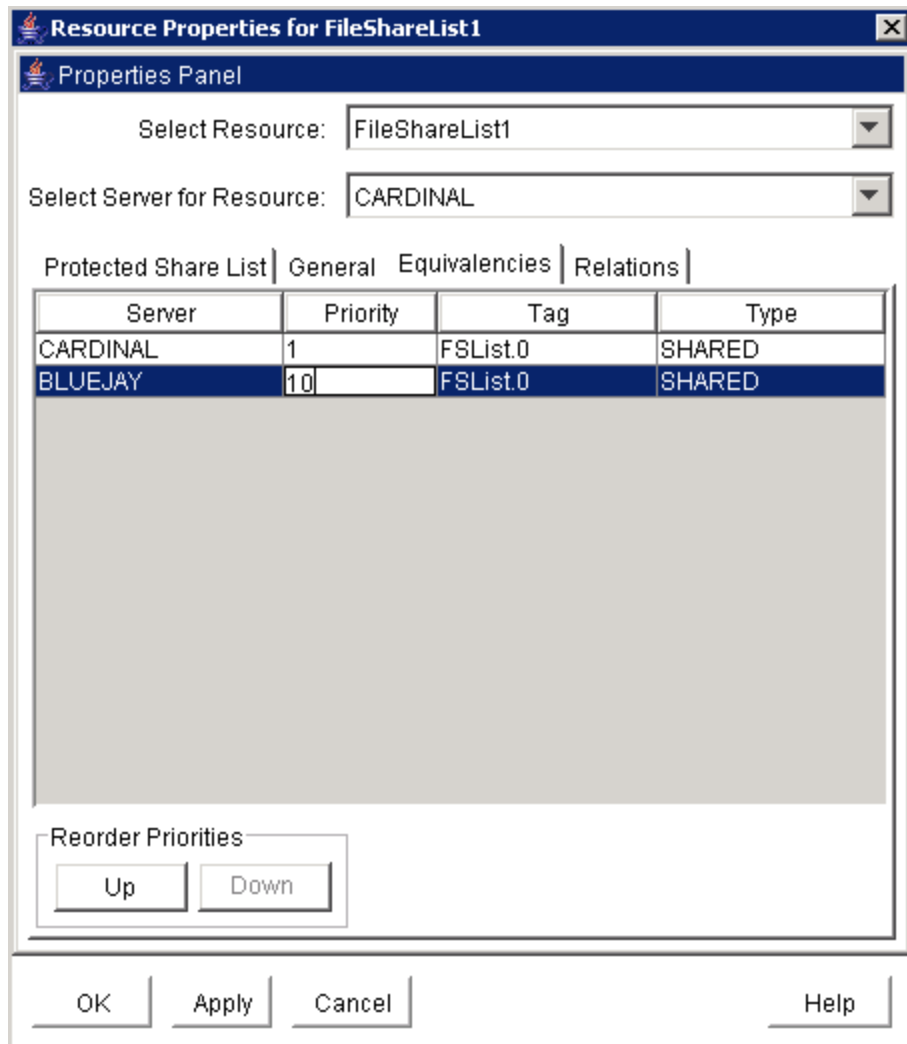 Resource Properties for FileShareList1
Properties Panel
Select Resource: FileShareList1
Select Server for Resource: CARDINAL
Protected Share List General Equivalencies Relations
Server Priority Tag Type
CARDINAL 1 FSList.0 SHARED
BLUEJAY 10 FSList.0 SHARED
Reorder Priorities
Up Down
OK Apply Cancel Help